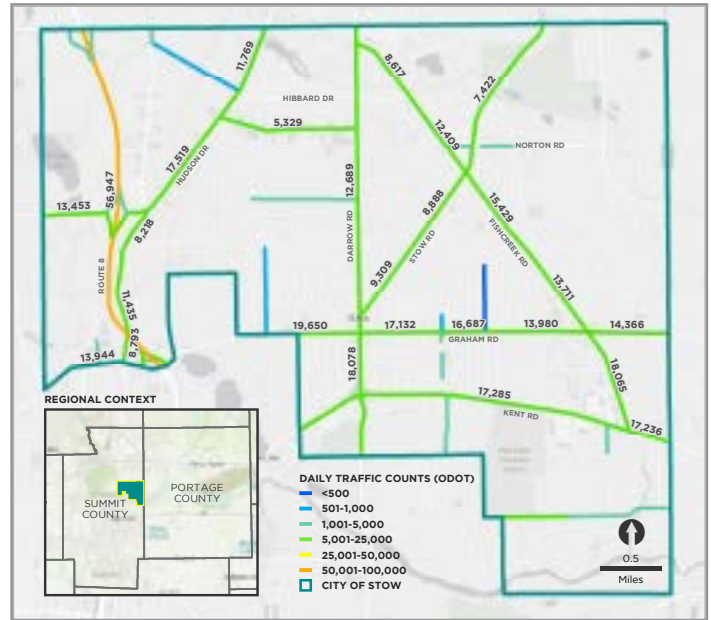 11,769
8,617
7,422
HIBBARD DR
5,329
12,409
NORTON RD
17,519
HUDSON DR
56,947
13,453
8,218
12,689
DARROW RD
8,888
STOW RD
9,309
15,429
FISHCREEK RD
13,711
ROUTE 8
11,435
8,793
13,944
19,650
17,132
16,687
13,980
14,366
GRAHAM RD
18,078
18,065
17,285
KENT RD
17,236
REGIONAL CONTEXT
SUMMIT
COUNTY
PORTAGE
COUNTY
DAILY TRAFFIC COUNTS (ODOT)
<500
501-1,000
1,001-5,000
5,001-25,000
25,001-50,000
50,001-100,000
CITY OF STOW
0.5
Miles